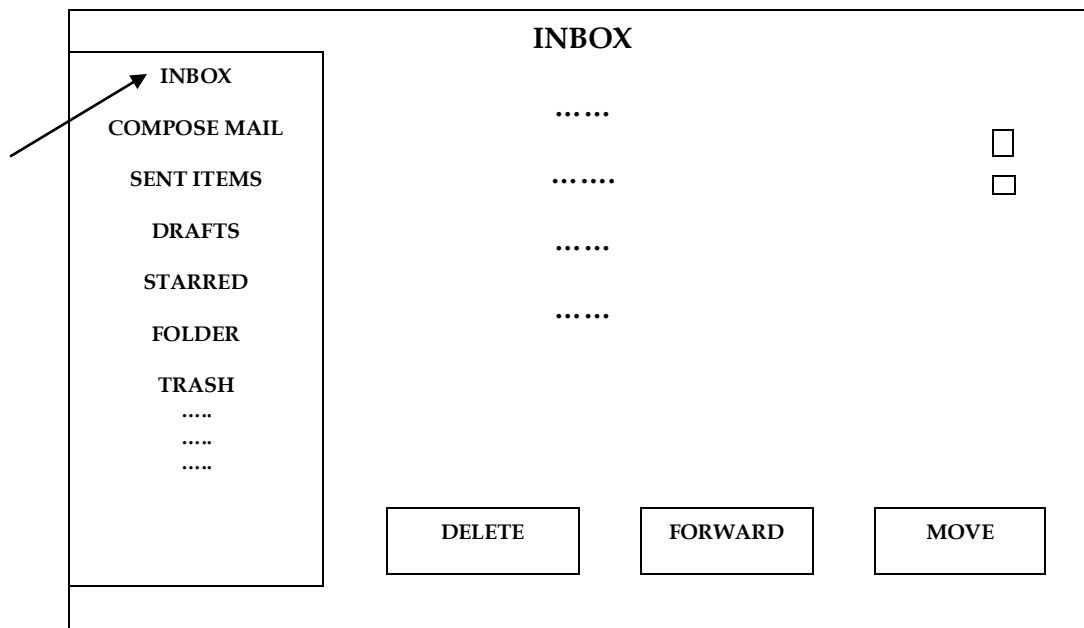 INBOX
INBOX
COMPOSE MAIL
SENT ITEMS
DRAFTS
STARRED
FOLDER
TRASH
…..
…..
…..
……
…….
……
……
DELETE
FORWARD
MOVE